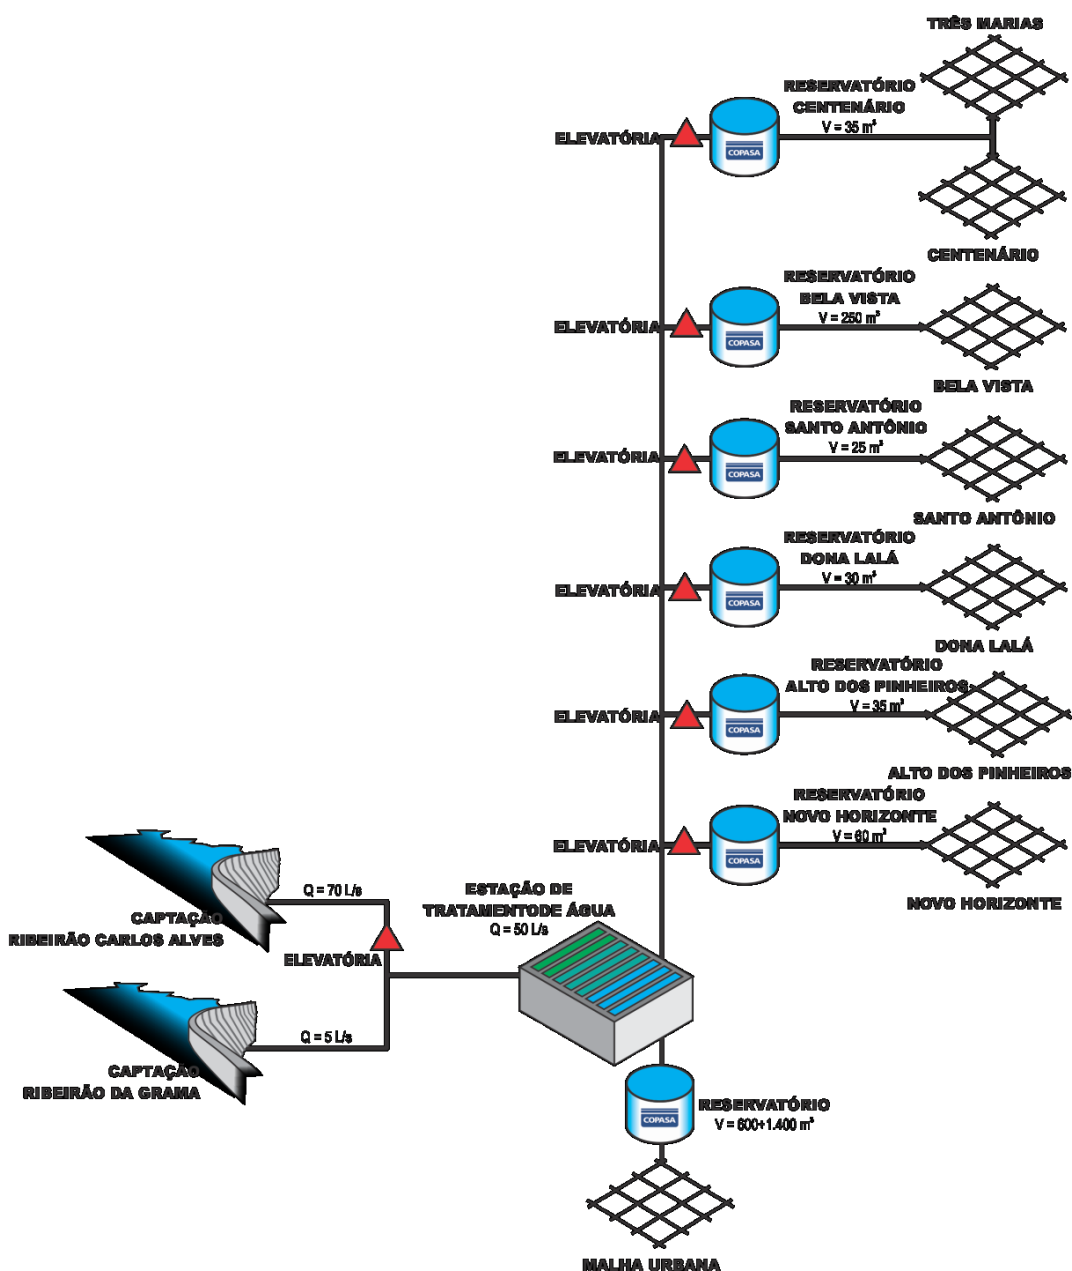 TRÊS MARIAS
RESERVATÓRIO
CENTENÁRIO
V = 35 m³
ELEVATÓRIA
COPASA
CENTENÁRIO
RESERVATÓRIO
BELA VISTA
V = 250 m³
ELEVATÓRIA
COPASA
BELA VISTA
RESERVATÓRIO
SANTO ANTÔNIO
V = 25 m³
ELEVATÓRIA
COPASA
SANTO ANTÔNIO
RESERVATÓRIO
DONA LALÁ
V = 30 m³
ELEVATÓRIA
COPASA
DONA LALÁ
RESERVATÓRIO
ALTO DOS PINHEIROS
V = 35 m³
ELEVATÓRIA
COPASA
ALTO DOS PINHEIROS
RESERVATÓRIO
NOVO HORIZONTE
V = 60 m³
ELEVATÓRIA
COPASA
NOVO HORIZONTE
Q = 70 L/s
CAPTAÇÃO
RIBEIRÃO CARLOS ALVES
ELEVATÓRIA
ESTAÇÃO DE
TRATAMENTODE ÁGUA
Q = 50 L/s
Q = 5 L/s
CAPTAÇÃO
RIBEIRÃO DA GRAMA
COPASA
RESERVATÓRIO
V = 600+1.400 m³
MALHA URBANA